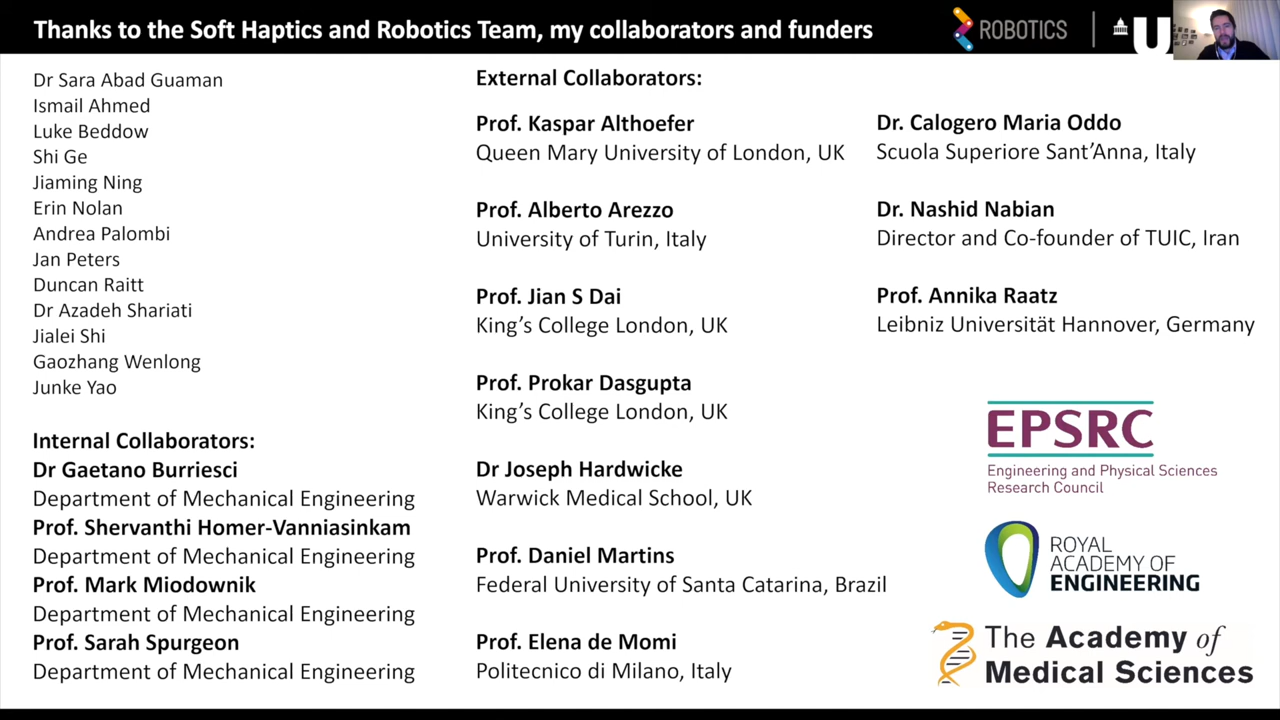 Thanks to the Soft Haptics and Robotics Team, my collaborators and funders
ROBOTICS
U
Dr Sara Abad Guaman
Ismail Ahmed
Luke Beddow
Shi Ge
Jiaming Ning
Erin Nolan
Andrea Palombi
Jan Peters
Duncan Raitt
Dr Azadeh Shariati
Jialei Shi
Gaozhang Wenlong
Junke Yao
Internal Collaborators:
Dr Gaetano Burriesci
Department of Mechanical Engineering
Prof. Shervanthi Homer-Vanniasinkam
Department of Mechanical Engineering
Prof. Mark Miodownik
Department of Mechanical Engineering
Prof. Sarah Spurgeon
Department of Mechanical Engineering
External Collaborators:
Prof. Kaspar Althoefer
Queen Mary University of London, UK
Prof. Alberto Arezzo
University of Turin, Italy
Prof. Jian S Dai
King's College London, UK
Prof. Prokar Dasgupta
King's College London, UK
Dr Joseph Hardwicke
Warwick Medical School, UK
Prof. Daniel Martins
Federal University of Santa Catarina, Brazil
Prof. Elena de Momi
Politecnico di Milano, Italy
Dr. Calogero Maria Oddo
Scuola Superiore Sant'Anna, Italy
Dr. Nashid Nabian
Director and Co-founder of TUIC, Iran
Prof. Annika Raatz
Leibniz Universität Hannover, Germany
EPSRC
Engineering and Physical Sciences
Research Council
ROYAL
ACADEMY OF
ENGINEERING
The Academy of
Medical Sciences